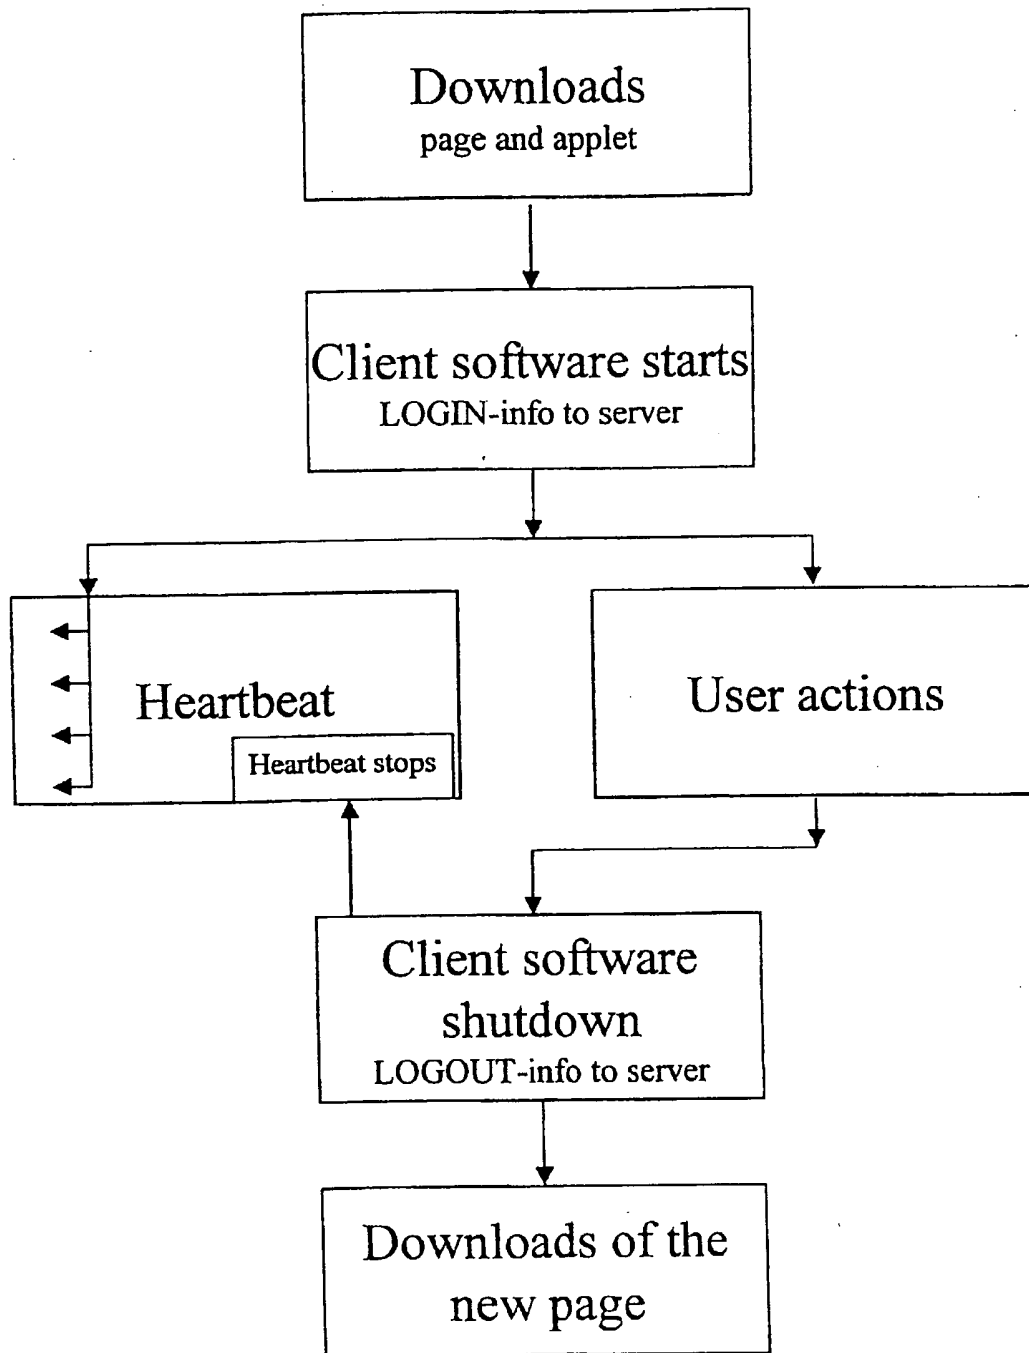 Downloads
page and applet
Client software starts
LOGIN-info to server
Heartbeat
Heartbeat stops
User actions
Client software
shutdown
LOGOUT-info to server
Downloads of the
new page